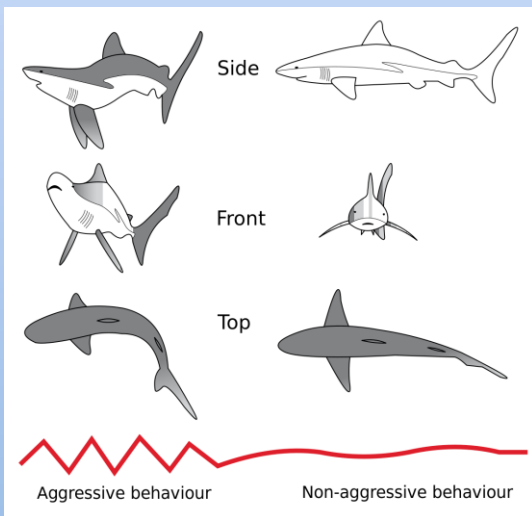 Side
Front
Top
Aggressive behaviour
Non-aggressive behaviour